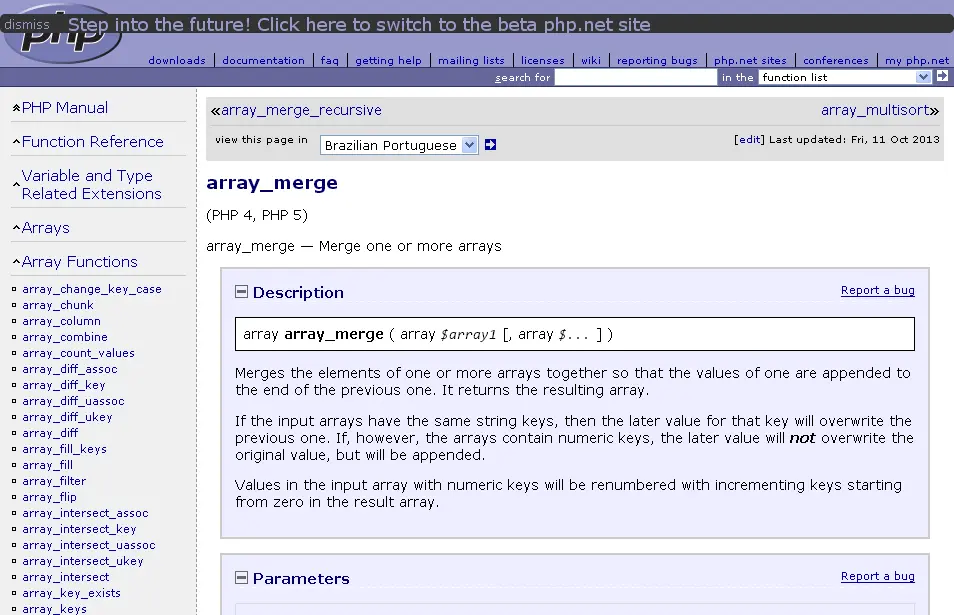 dismiss Step into the future! Click here to switch to the beta php.net site
php
downloads | documentation | faq | getting help | mailing lists | licenses | wiki | reporting bugs | php.net sites | conferences | my php.net
search for in the function list
PHP Manual
Function Reference
Variable and Type
Related Extensions
Arrays
Array Functions
array_change_key_case
array_chunk
array_column
array_combine
array_count_values
array_diff_assoc
array_diff_key
array_diff_uassoc
array_diff_ukey
array_diff
array_fill_keys
array_fill
array_filter
array_flip
array_intersect_assoc
array_intersect_key
array_intersect_uassoc
array_intersect_ukey
array_intersect
array_key_exists
array_keys
«array_merge_recursive array_multisort»
view this page in Brazilian Portuguese [edit] Last updated: Fri, 11 Oct 2013
array_merge
(PHP 4, PHP 5)
array_merge — Merge one or more arrays
Description Report a bug
array array_merge ( array $array1 [, array $... ] )
Merges the elements of one or more arrays together so that the values of one are appended to
the end of the previous one. It returns the resulting array.
If the input arrays have the same string keys, then the later value for that key will overwrite the
previous one. If, however, the arrays contain numeric keys, the later value will not overwrite the
original value, but will be appended.
Values in the input array with numeric keys will be renumbered with incrementing keys starting
from zero in the result array.
Parameters Report a bug